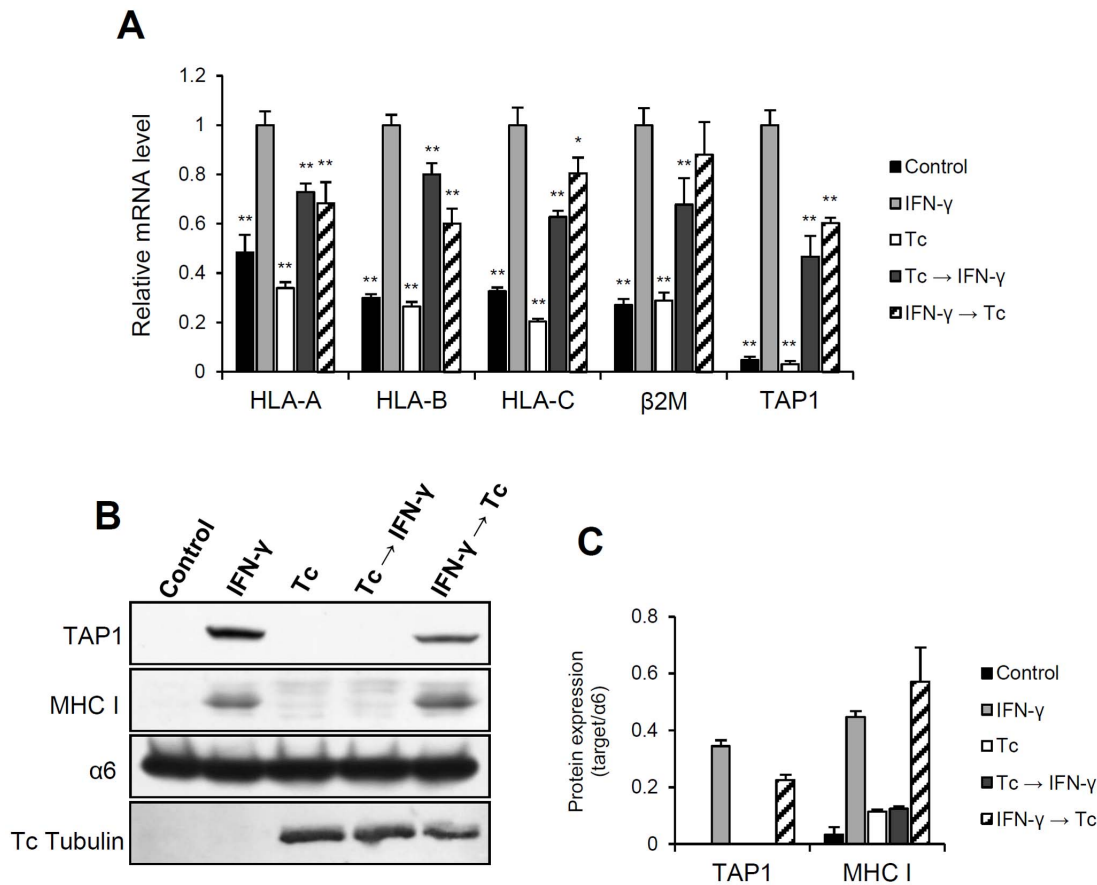 A
Relative mRNA level
1.2
1
0.8
0.6
0.4
0.2
0
** ** ** **
** ** ** **
** ** ** *
** ** **
** ** ** **
HLA-A HLA-B HLA-C β2M TAP1
Control
IFN-γ
Tc
Tc → IFN-γ
IFN-γ → Tc
B
Control IFN-γ Tc Tc → IFN-γ IFN-γ → Tc
TAP1
MHC I
α6
Tc Tubulin
C
Protein expression
(target/α6)
0.8
0.6
0.4
0.2
0
TAP1 MHC I
Control
IFN-γ
Tc
Tc → IFN-γ
IFN-γ → Tc